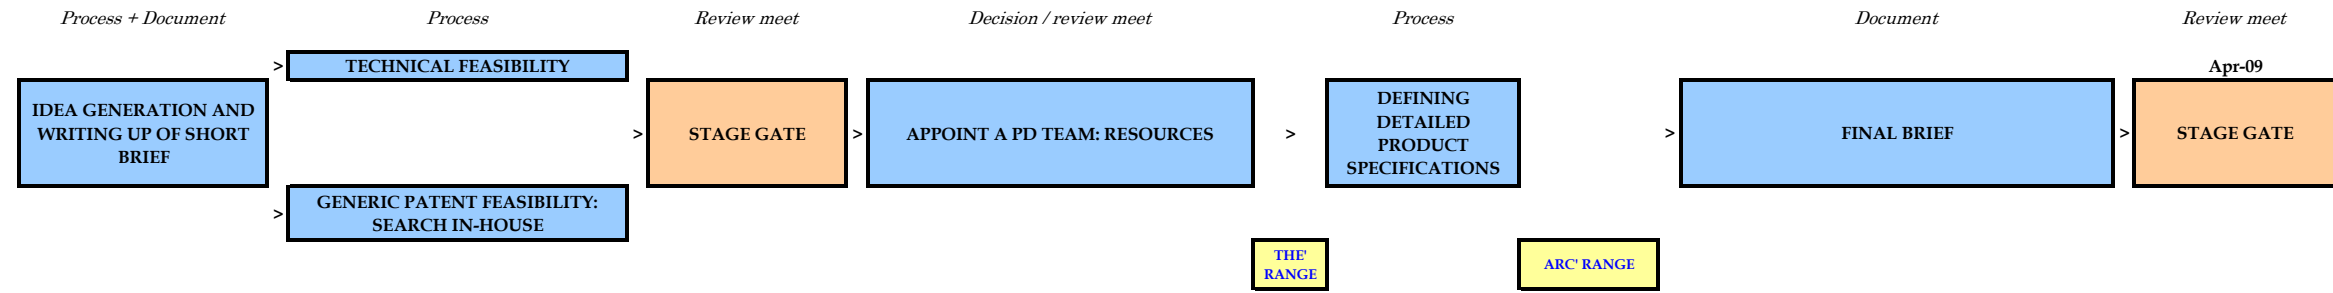 Process + Document
Process
Review meet
Decision / review meet
Process
Document
Review meet
>
TECHNICAL FEASIBILITY
Apr-09
IDEA GENERATION AND
WRITING UP OF SHORT
BRIEF
>
STAGE GATE
>
APPOINT A PD TEAM: RESOURCES
>
DEFINING
DETAILED
PRODUCT
SPECIFICATIONS
>
FINAL BRIEF
>
STAGE GATE
>
GENERIC PATENT FEASIBILITY:
SEARCH IN-HOUSE
THE'
RANGE
ARC' RANGE